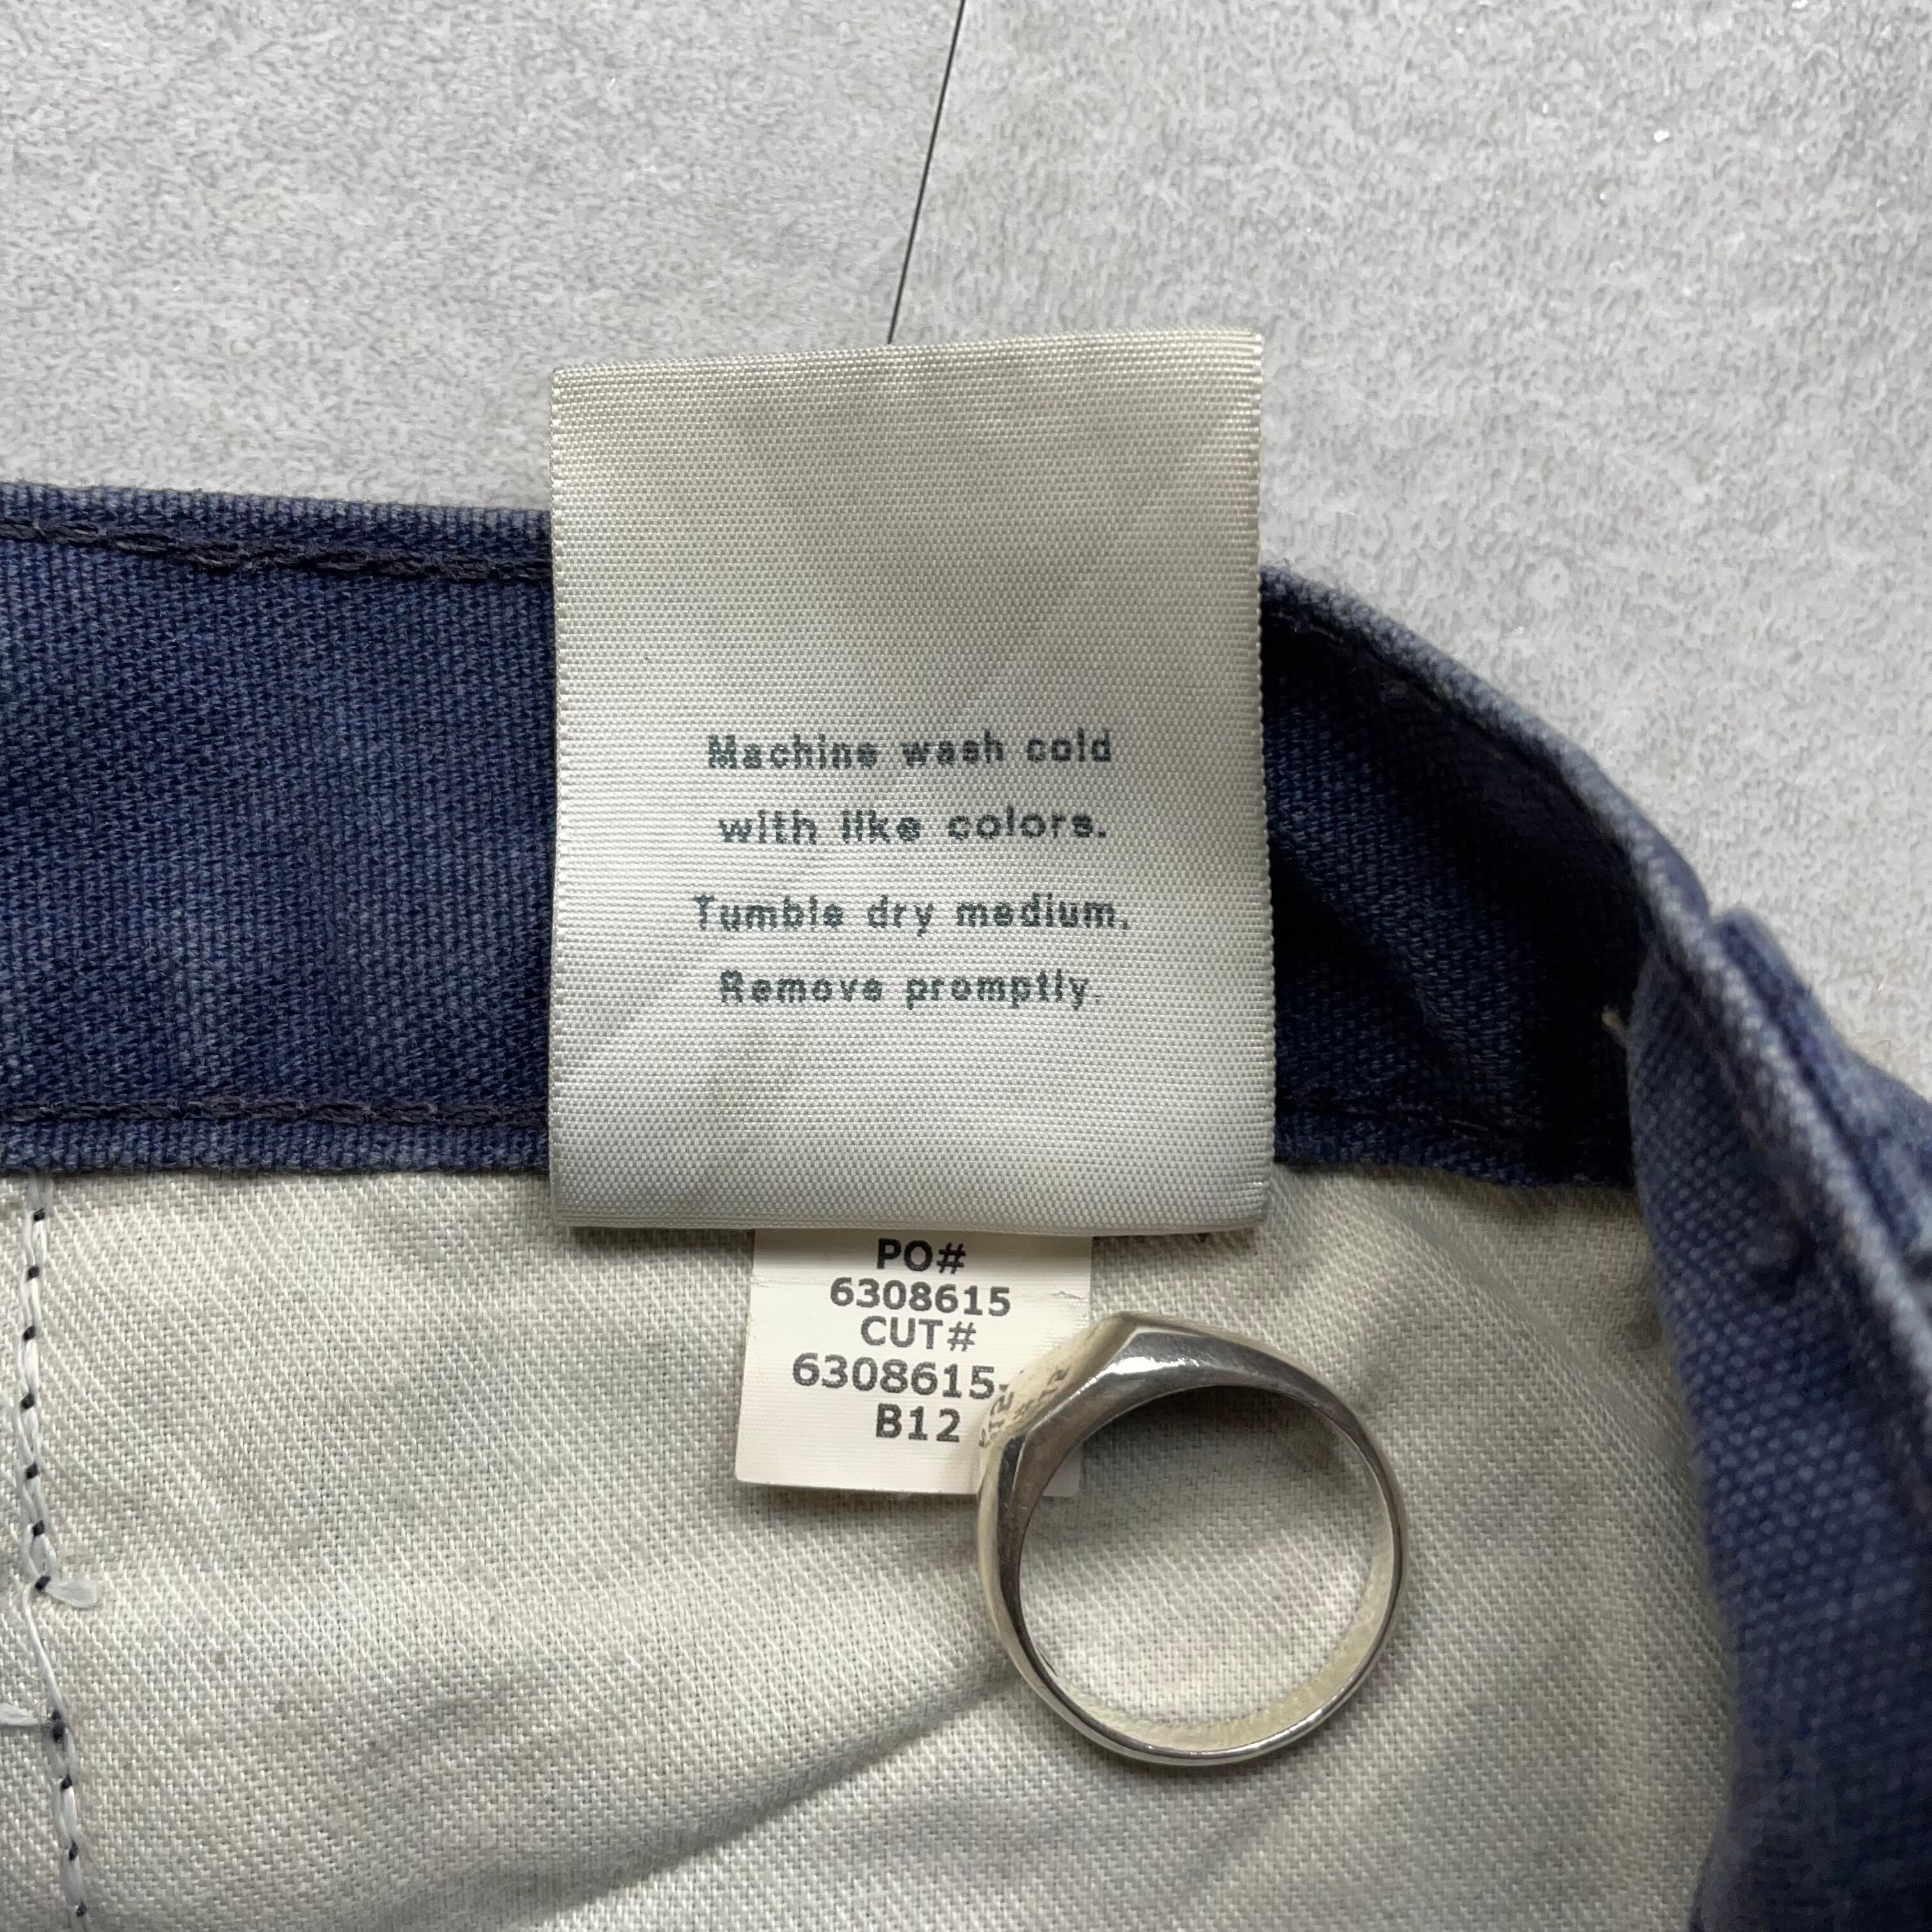 Machine wash cold
with like colors.
Tumble dry medium.
Remove promptly.
PO#
6308615
CUT#
6308615-
B12